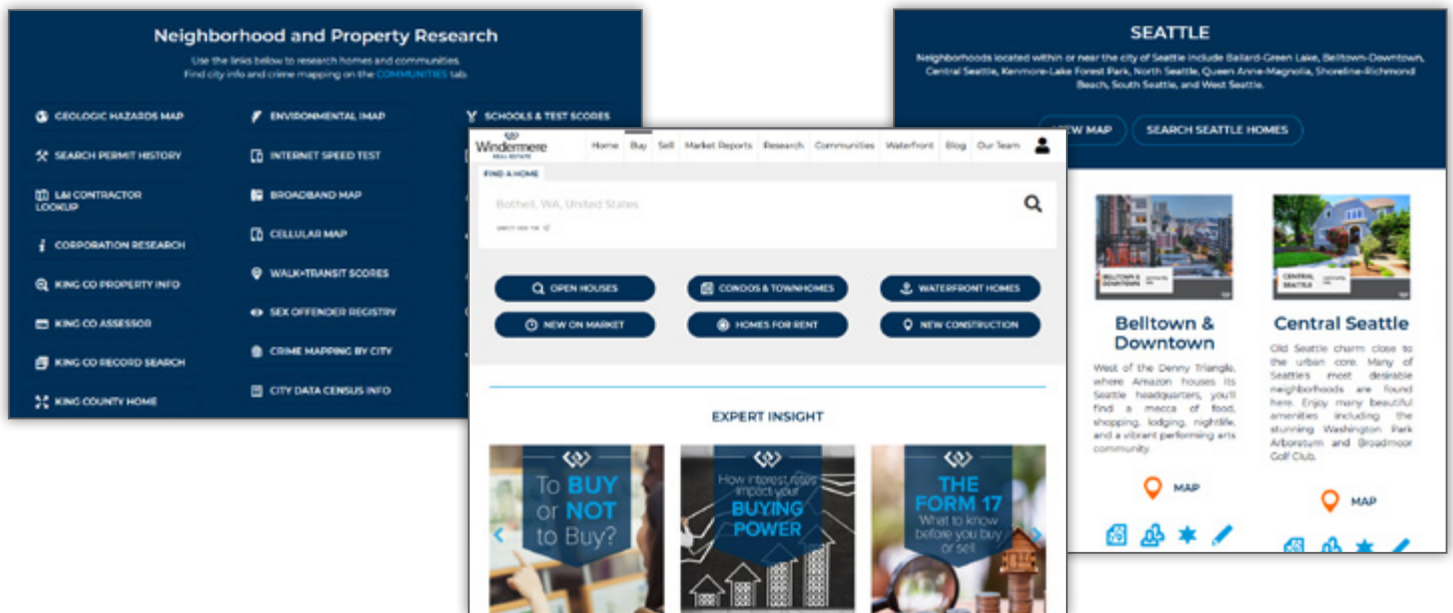 Neighborhood and Property Research
Use the links below to research homes and communities.
Find city info and crime mapping on the COMMUNITIES tab.
GEOLOGIC HAZARDS MAP
ENVIRONMENTAL IMAP
SCHOOLS & TEST SCORES
SEARCH PERMIT HISTORY
INTERNET SPEED TEST
L&I CONTRACTOR
LOOKUP
BROADBAND MAP
CORPORATION RESEARCH
CELLULAR MAP
KING CO PROPERTY INFO
WALK+TRANSIT SCORES
KING CO ASSESSOR
SEX OFFENDER REGISTRY
KING CO RECORD SEARCH
CRIME MAPPING BY CITY
KING COUNTY HOME
CITY DATA CENSUS INFO
Windermere
REAL ESTATE
Home Buy Sell Market Reports Research Communities Waterfront Blog Our Team
FIND A HOME
Bothell, WA, United States
search near me
OPEN HOUSES
CONDOS & TOWNHOMES
WATERFRONT HOMES
NEW ON MARKET
HOMES FOR RENT
NEW CONSTRUCTION
EXPERT INSIGHT
To BUY
or NOT
to Buy?
How interest rates
impact your
BUYING
POWER
THE
FORM 17
What to know
before you buy
or sell
SEATTLE
Neighborhoods located within or near the city of Seattle include Ballard-Green Lake, Belltown-Downtown,
Central Seattle, Kenmore-Lake Forest Park, North Seattle, Queen Anne-Magnolia, Shoreline-Richmond
Beach, South Seattle, and West Seattle.
VIEW MAP
SEARCH SEATTLE HOMES
BELLTOWN &
DOWNTOWN
CENTRAL
SEATTLE
Belltown &
Downtown
West of the Denny Triangle,
where Amazon houses its
Seattle headquarters, you'll
find a mecca of food,
shopping, lodging, nightlife,
and a vibrant performing arts
community.
MAP
Central Seattle
Old Seattle charm close to
the urban core. Many of
Seattle's most desirable
neighborhoods are found
here. Enjoy many beautiful
amenities including the
stunning Washington Park
Arboretum and Broadmoor
Golf Club.
MAP